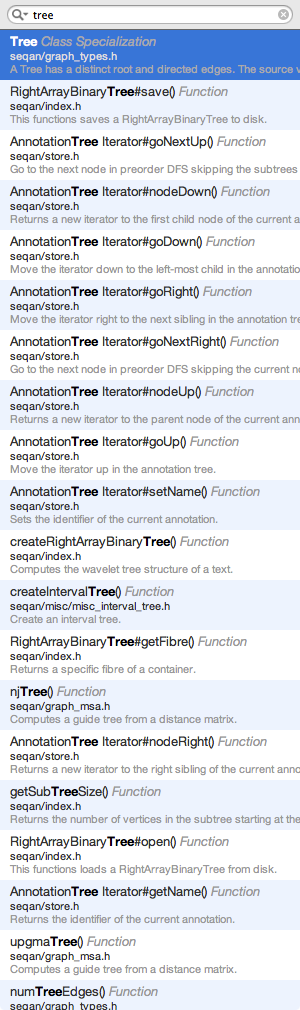 tree
Tree Class Specialization
seqan/graph_types.h
A Tree has a distinct root and directed edges. The source v
RightArrayBinaryTree#save() Function
seqan/index.h
This functions saves a RightArrayBinaryTree to disk.
AnnotationTree Iterator#goNextUp() Function
seqan/store.h
Go to the next node in preorder DFS skipping the subtrees
AnnotationTree Iterator#nodeDown() Function
seqan/store.h
Returns a new iterator to the first child node of the current a
AnnotationTree Iterator#goDown() Function
seqan/store.h
Move the iterator down to the left-most child in the annotatio
AnnotationTree Iterator#goRight() Function
seqan/store.h
Move the iterator right to the next sibling in the annotation tre
AnnotationTree Iterator#goNextRight() Function
seqan/store.h
Go to the next node in preorder DFS skipping the current no
AnnotationTree Iterator#nodeUp() Function
seqan/store.h
Returns a new iterator to the parent node of the current ann
AnnotationTree Iterator#goUp() Function
seqan/store.h
Move the iterator up in the annotation tree.
AnnotationTree Iterator#setName() Function
seqan/store.h
Sets the identifier of the current annotation.
createRightArrayBinaryTree() Function
seqan/index.h
Computes the wavelet tree structure of a text.
createIntervalTree() Function
seqan/misc/misc_interval_tree.h
Create an interval tree.
RightArrayBinaryTree#getFibre() Function
seqan/index.h
Returns a specific fibre of a container.
njTree() Function
seqan/graph_msa.h
Computes a guide tree from a distance matrix.
AnnotationTree Iterator#nodeRight() Function
seqan/store.h
Returns a new iterator to the right sibling of the current anno
getSubTreeSize() Function
seqan/index.h
Returns the number of vertices in the subtree starting at the
RightArrayBinaryTree#open() Function
seqan/index.h
This functions loads a RightArrayBinaryTree from disk.
AnnotationTree Iterator#getName() Function
seqan/store.h
Returns the identifier of the current annotation.
upgmaTree() Function
seqan/graph_msa.h
Computes a guide tree from a distance matrix.
numTreeEdges() Function
seqan/graph_types.h